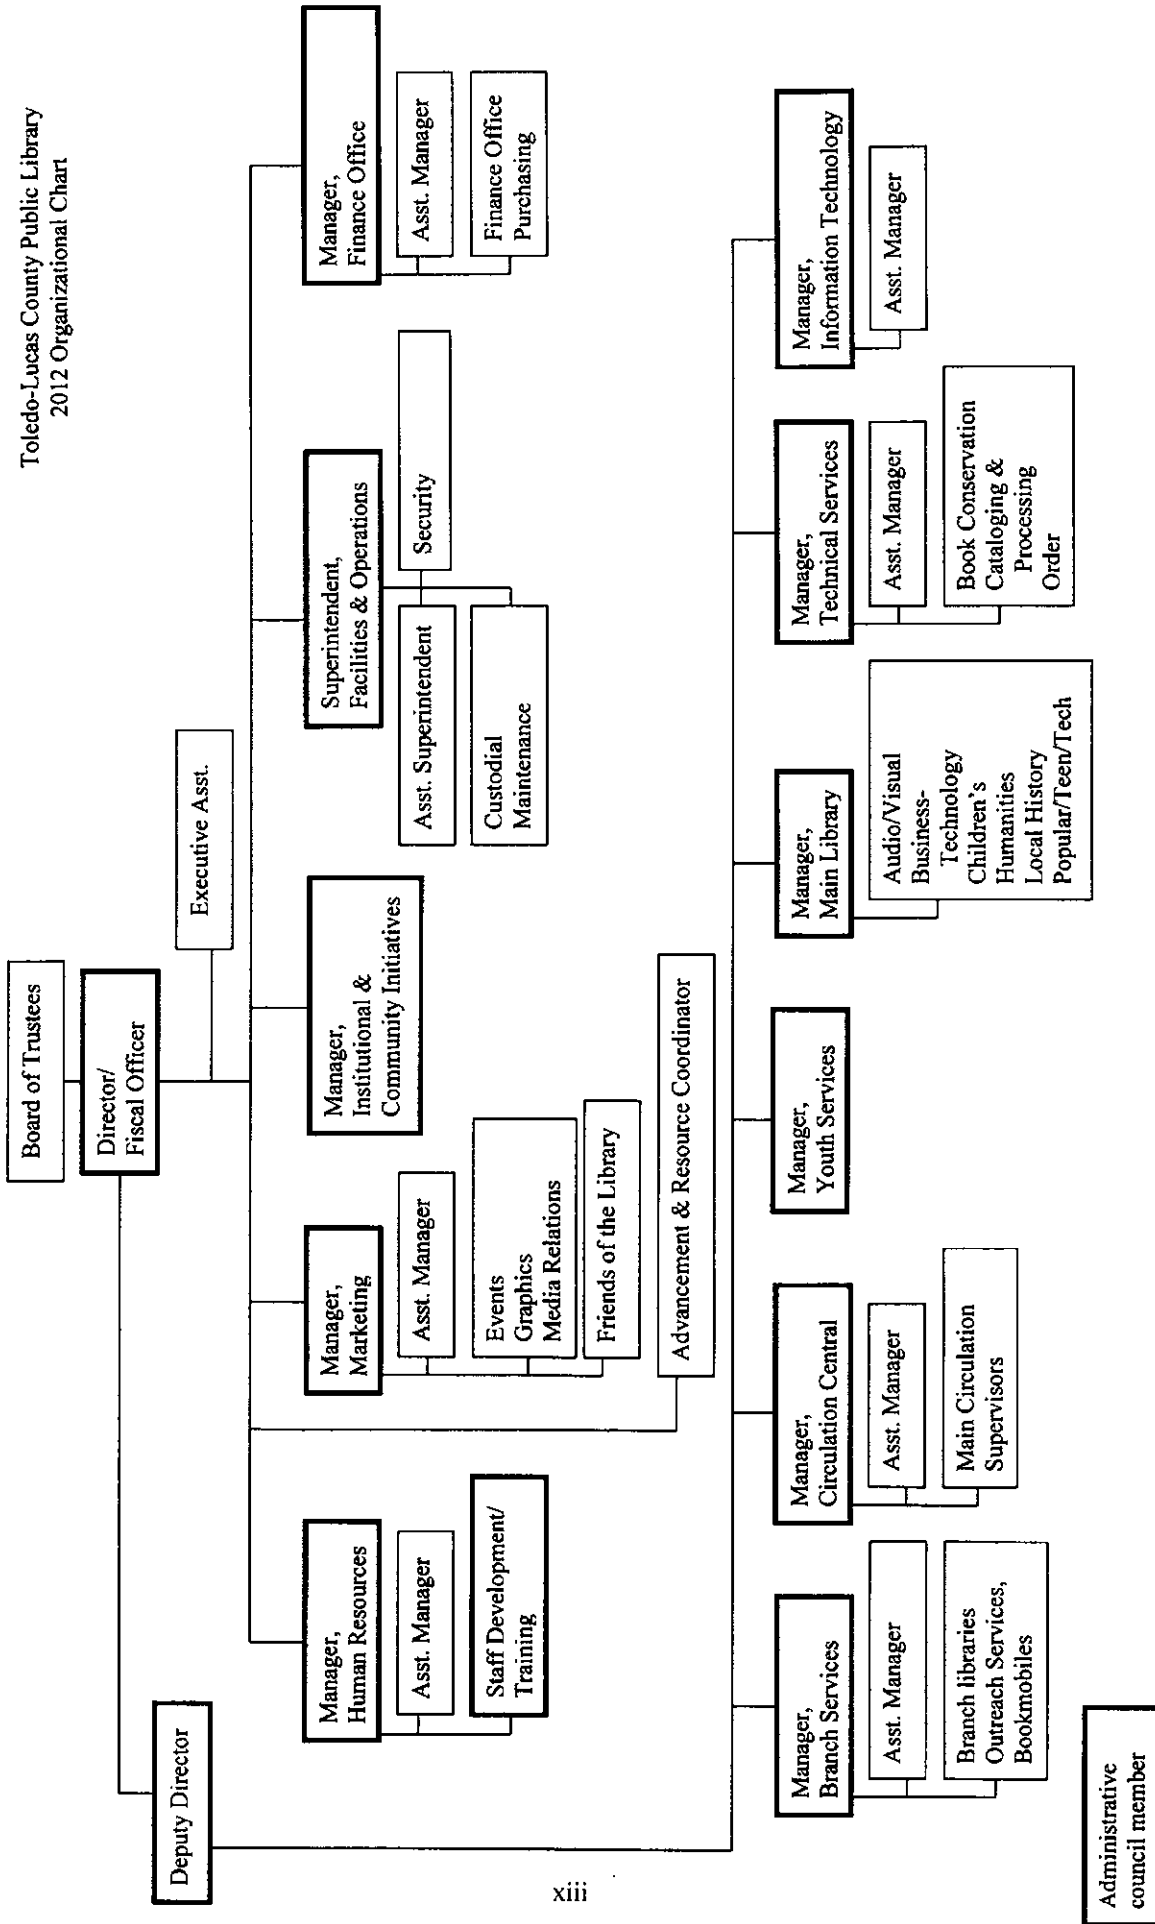 Toledo-Lucas County Public Library
2012 Organizational Chart
Board of Trustees
Director/
Fiscal Officer
Executive Asst.
Deputy Director
Manager,
Human Resources
Asst. Manager
Staff Development/
Training
Manager,
Marketing
Asst. Manager
Events
Graphics
Media Relations
Friends of the Library
Advancement & Resource Coordinator
Manager,
Institutional &
Community Initiatives
Superintendent,
Facilities & Operations
Asst. Superintendent
Security
Custodial
Maintenance
Manager,
Finance Office
Asst. Manager
Finance Office
Purchasing
Manager,
Branch Services
Asst. Manager
Branch libraries
Outreach Services,
Bookmobiles
Manager,
Circulation Central
Asst. Manager
Main Circulation
Supervisors
Manager,
Youth Services
Manager,
Main Library
Audio/Visual
Business-
Technology
Children's
Humanities
Local History
Popular/Teen/Tech
Manager,
Technical Services
Asst. Manager
Book Conservation
Cataloging &
Processing
Order
Manager,
Information Technology
Asst. Manager
Administrative
council member
xiii